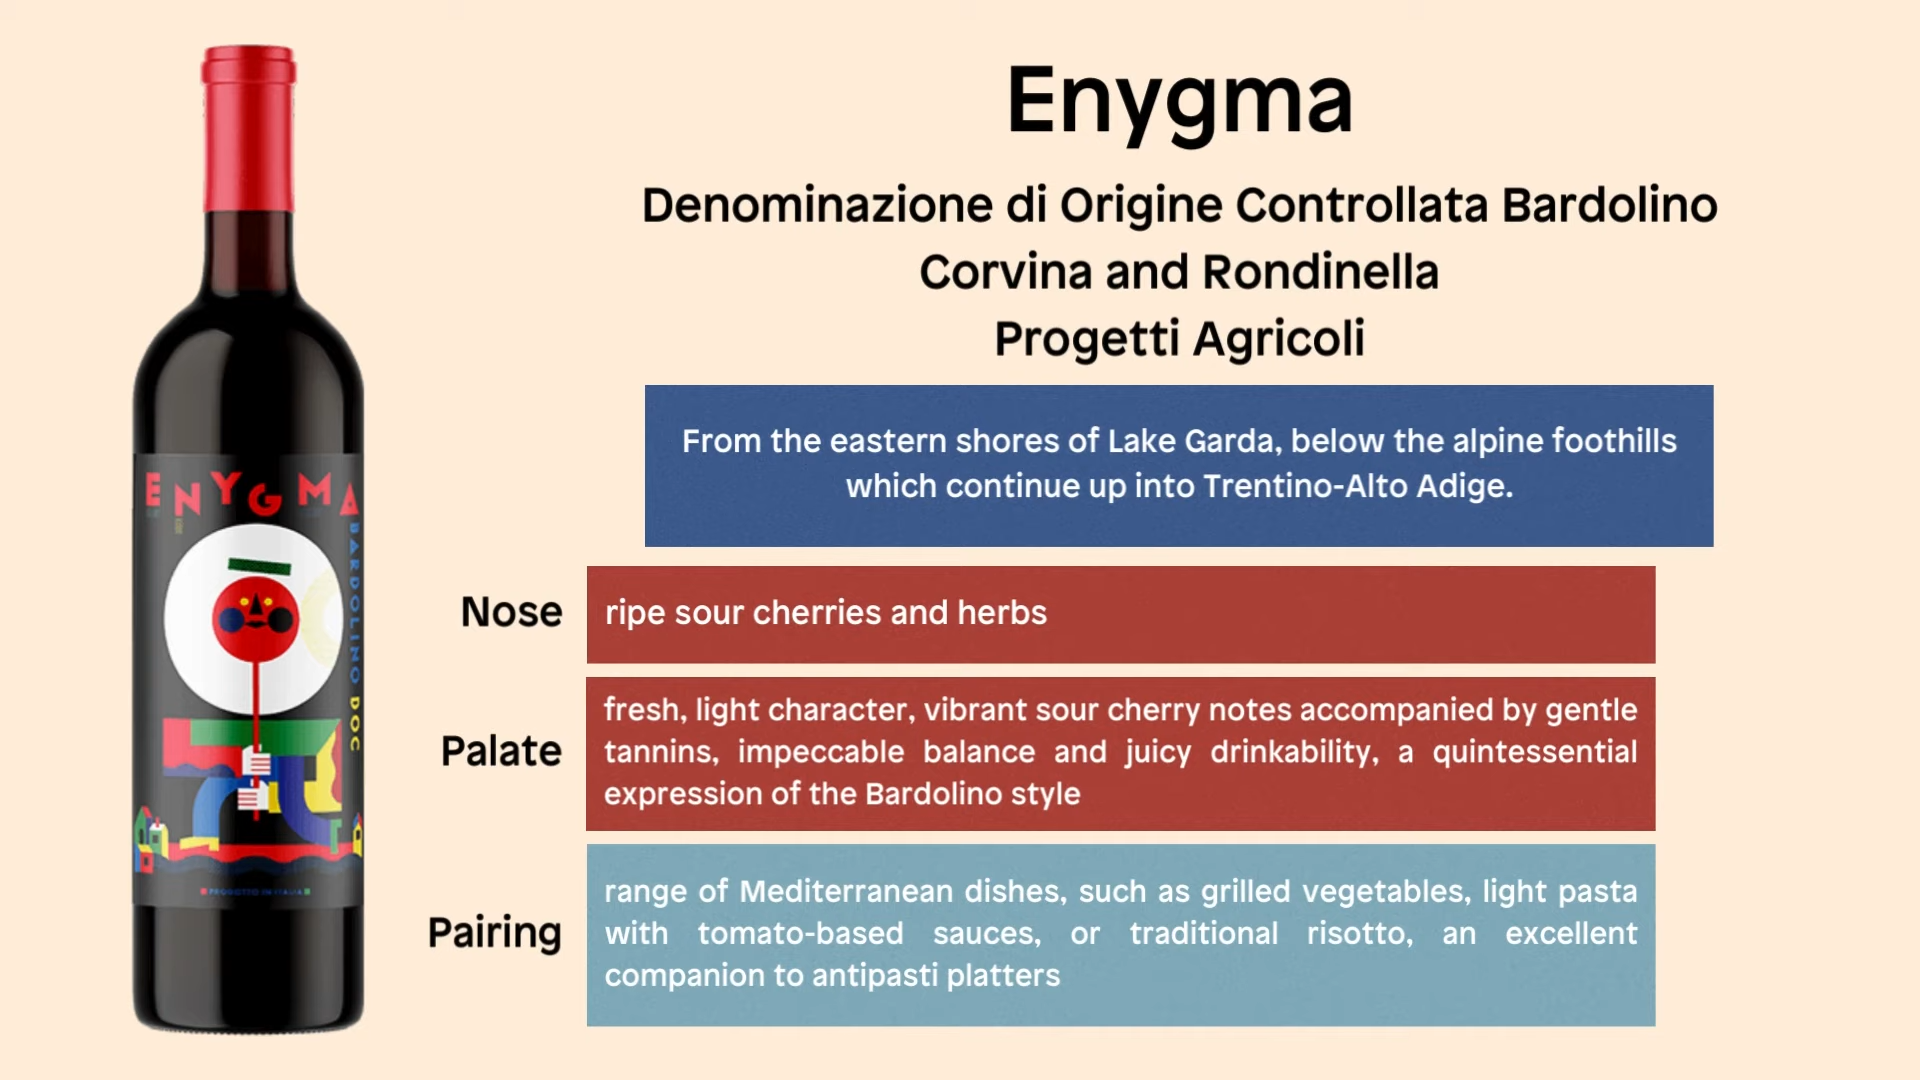 Enygma
Denominazione di Origine Controllata Bardolino
Corvina and Rondinella
Progetti Agricoli
From the eastern shores of Lake Garda, below the alpine foothills
which continue up into Trentino-Alto Adige.
Nose
ripe sour cherries and herbs
Palate
fresh, light character, vibrant sour cherry notes accompanied by gentle
tannins, impeccable balance and juicy drinkability, a quintessential
expression of the Bardolino style
Pairing
range of Mediterranean dishes, such as grilled vegetables, light pasta
with tomato-based sauces, or traditional risotto, an excellent
companion to antipasti platters
ENYGMA
BARDOLINO DOC
PRODOTTO IN ITALIA